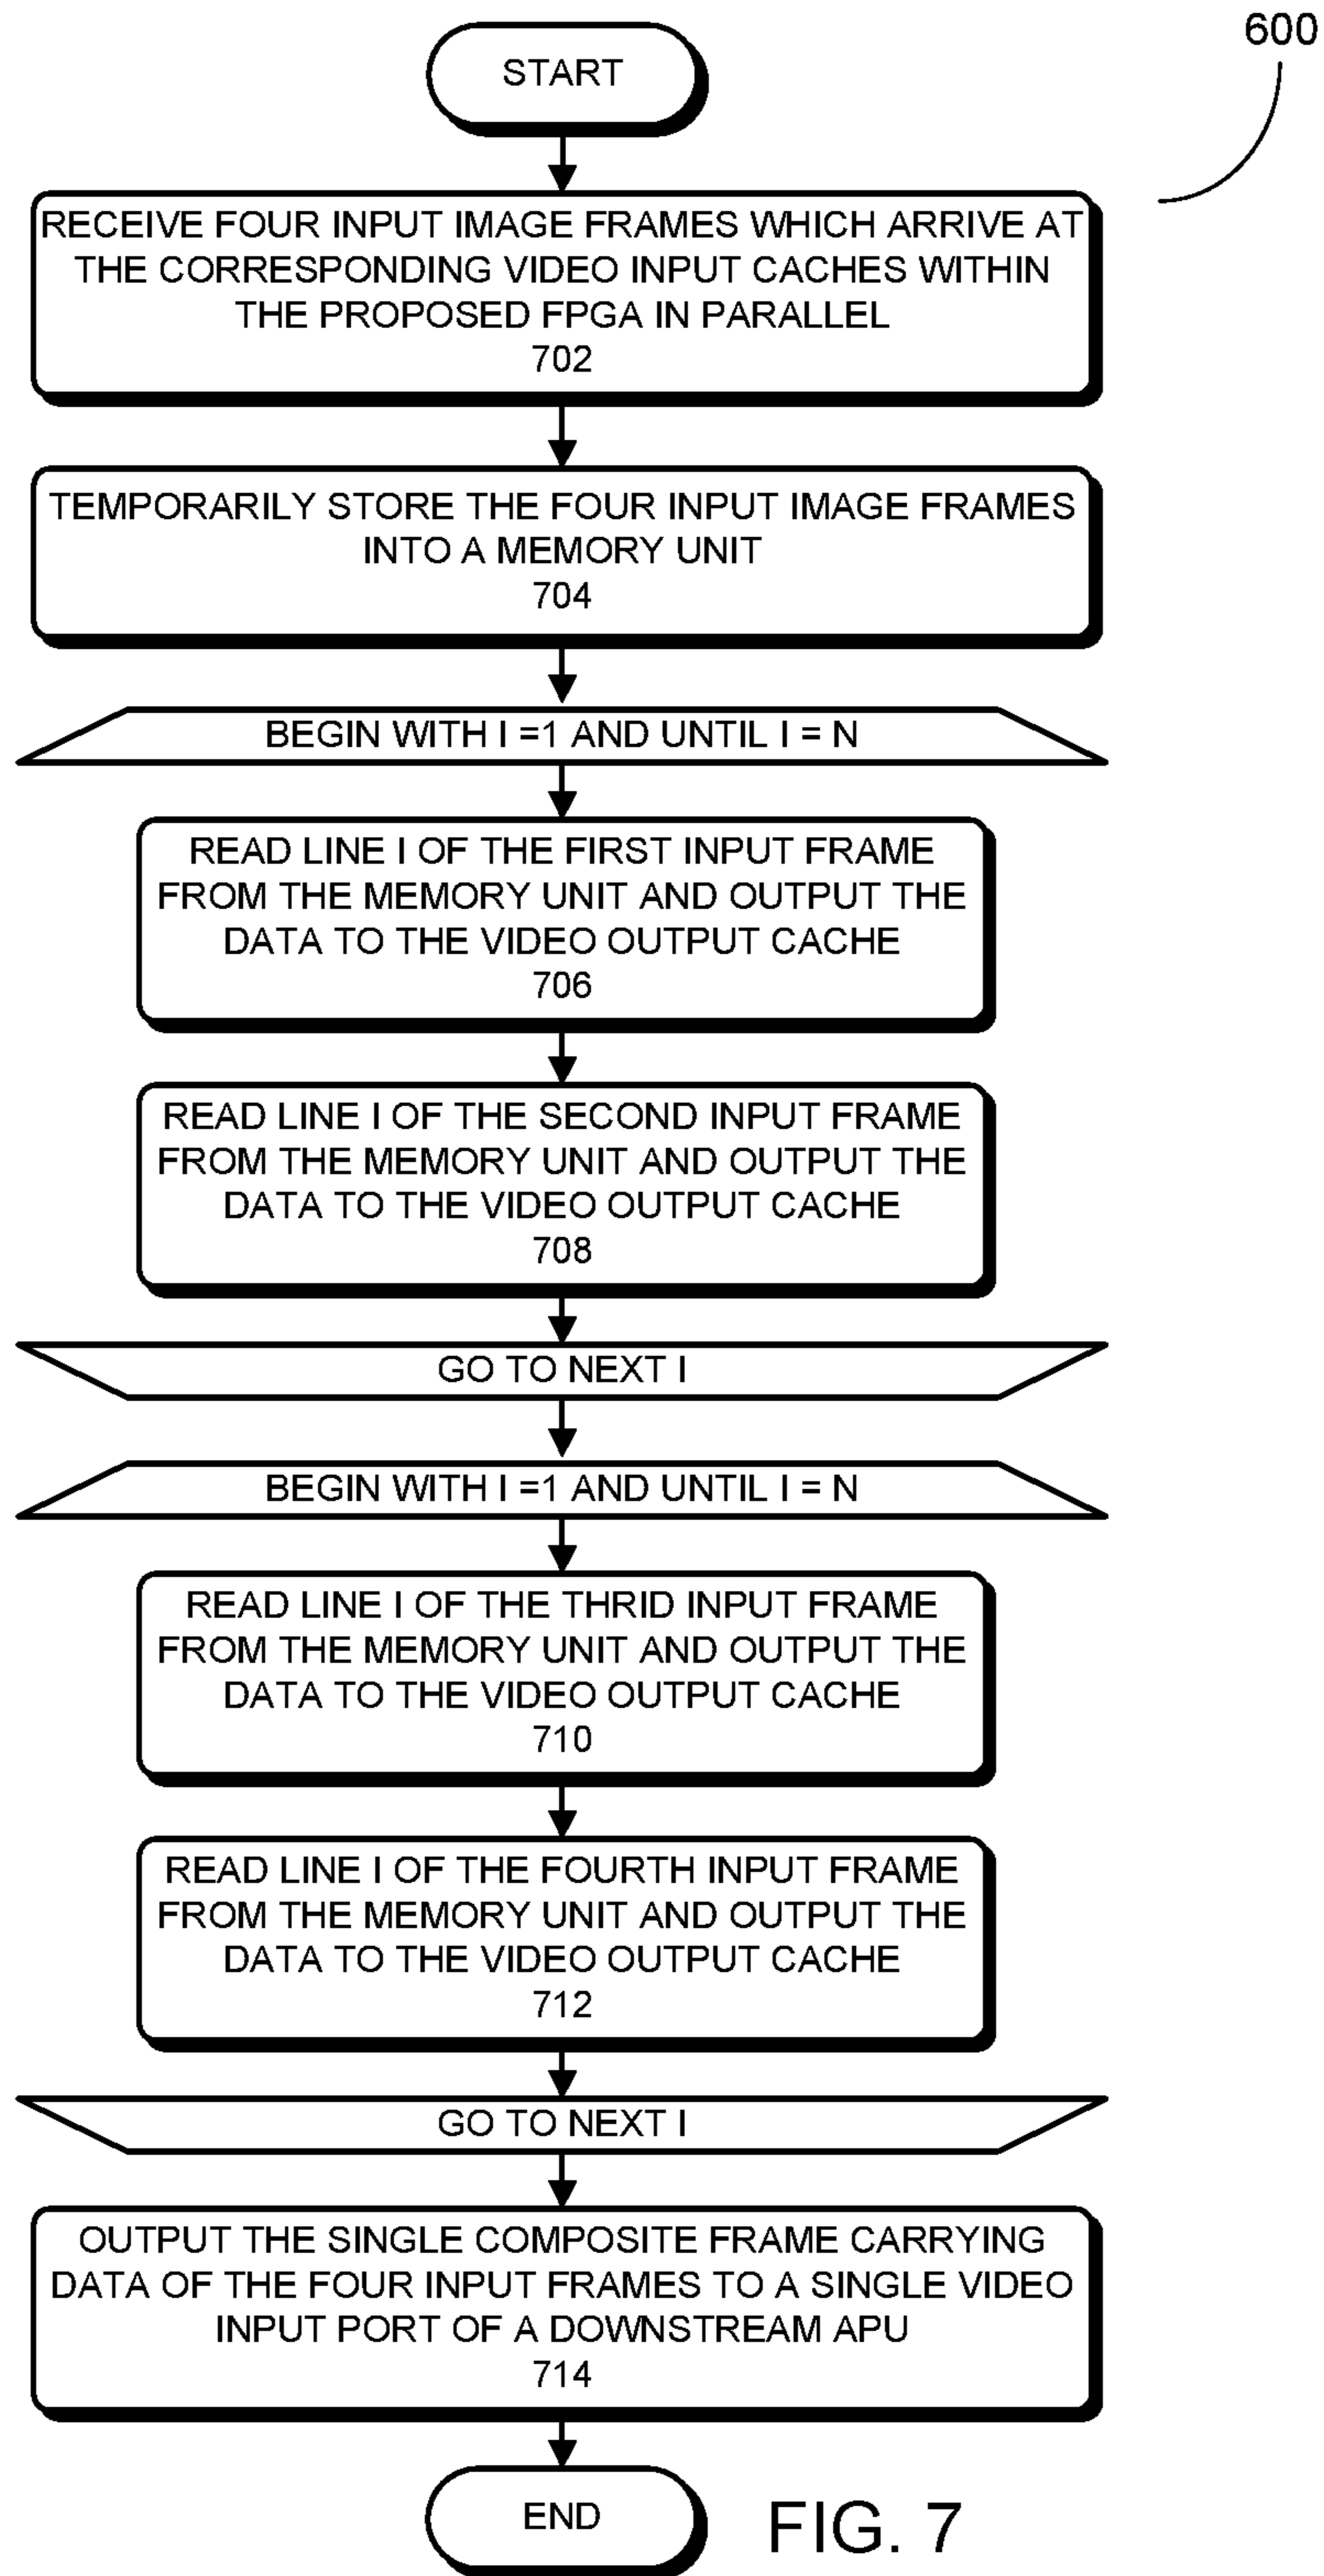 600
START
RECEIVE FOUR INPUT IMAGE FRAMES WHICH ARRIVE AT
THE CORRESPONDING VIDEO INPUT CACHES WITHIN
THE PROPOSED FPGA IN PARALLEL
702
TEMPORARILY STORE THE FOUR INPUT IMAGE FRAMES
INTO A MEMORY UNIT
704
BEGIN WITH I =1 AND UNTIL I = N
READ LINE I OF THE FIRST INPUT FRAME
FROM THE MEMORY UNIT AND OUTPUT THE
DATA TO THE VIDEO OUTPUT CACHE
706
READ LINE I OF THE SECOND INPUT FRAME
FROM THE MEMORY UNIT AND OUTPUT THE
DATA TO THE VIDEO OUTPUT CACHE
708
GO TO NEXT I
BEGIN WITH I =1 AND UNTIL I = N
READ LINE I OF THE THRID INPUT FRAME
FROM THE MEMORY UNIT AND OUTPUT THE
DATA TO THE VIDEO OUTPUT CACHE
710
READ LINE I OF THE FOURTH INPUT FRAME
FROM THE MEMORY UNIT AND OUTPUT THE
DATA TO THE VIDEO OUTPUT CACHE
712
GO TO NEXT I
OUTPUT THE SINGLE COMPOSITE FRAME CARRYING
DATA OF THE FOUR INPUT FRAMES TO A SINGLE VIDEO
INPUT PORT OF A DOWNSTREAM APU
714
END
FIG. 7